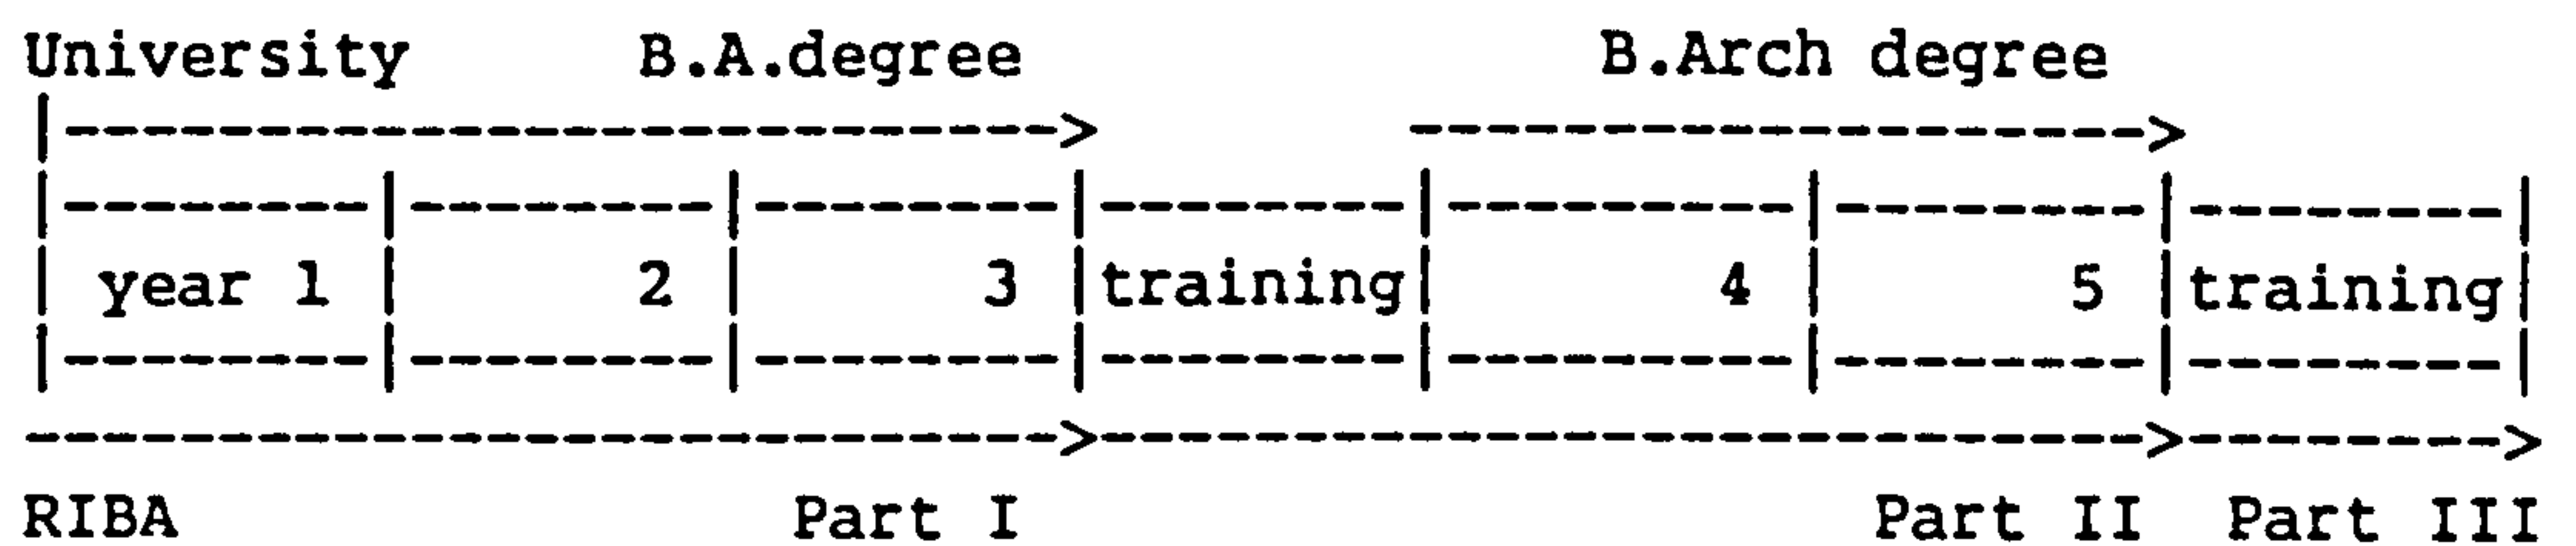 University B.A.degree B.Arch degree
year 1 2 3 training 4 5 training
RIBA Part I Part II Part III